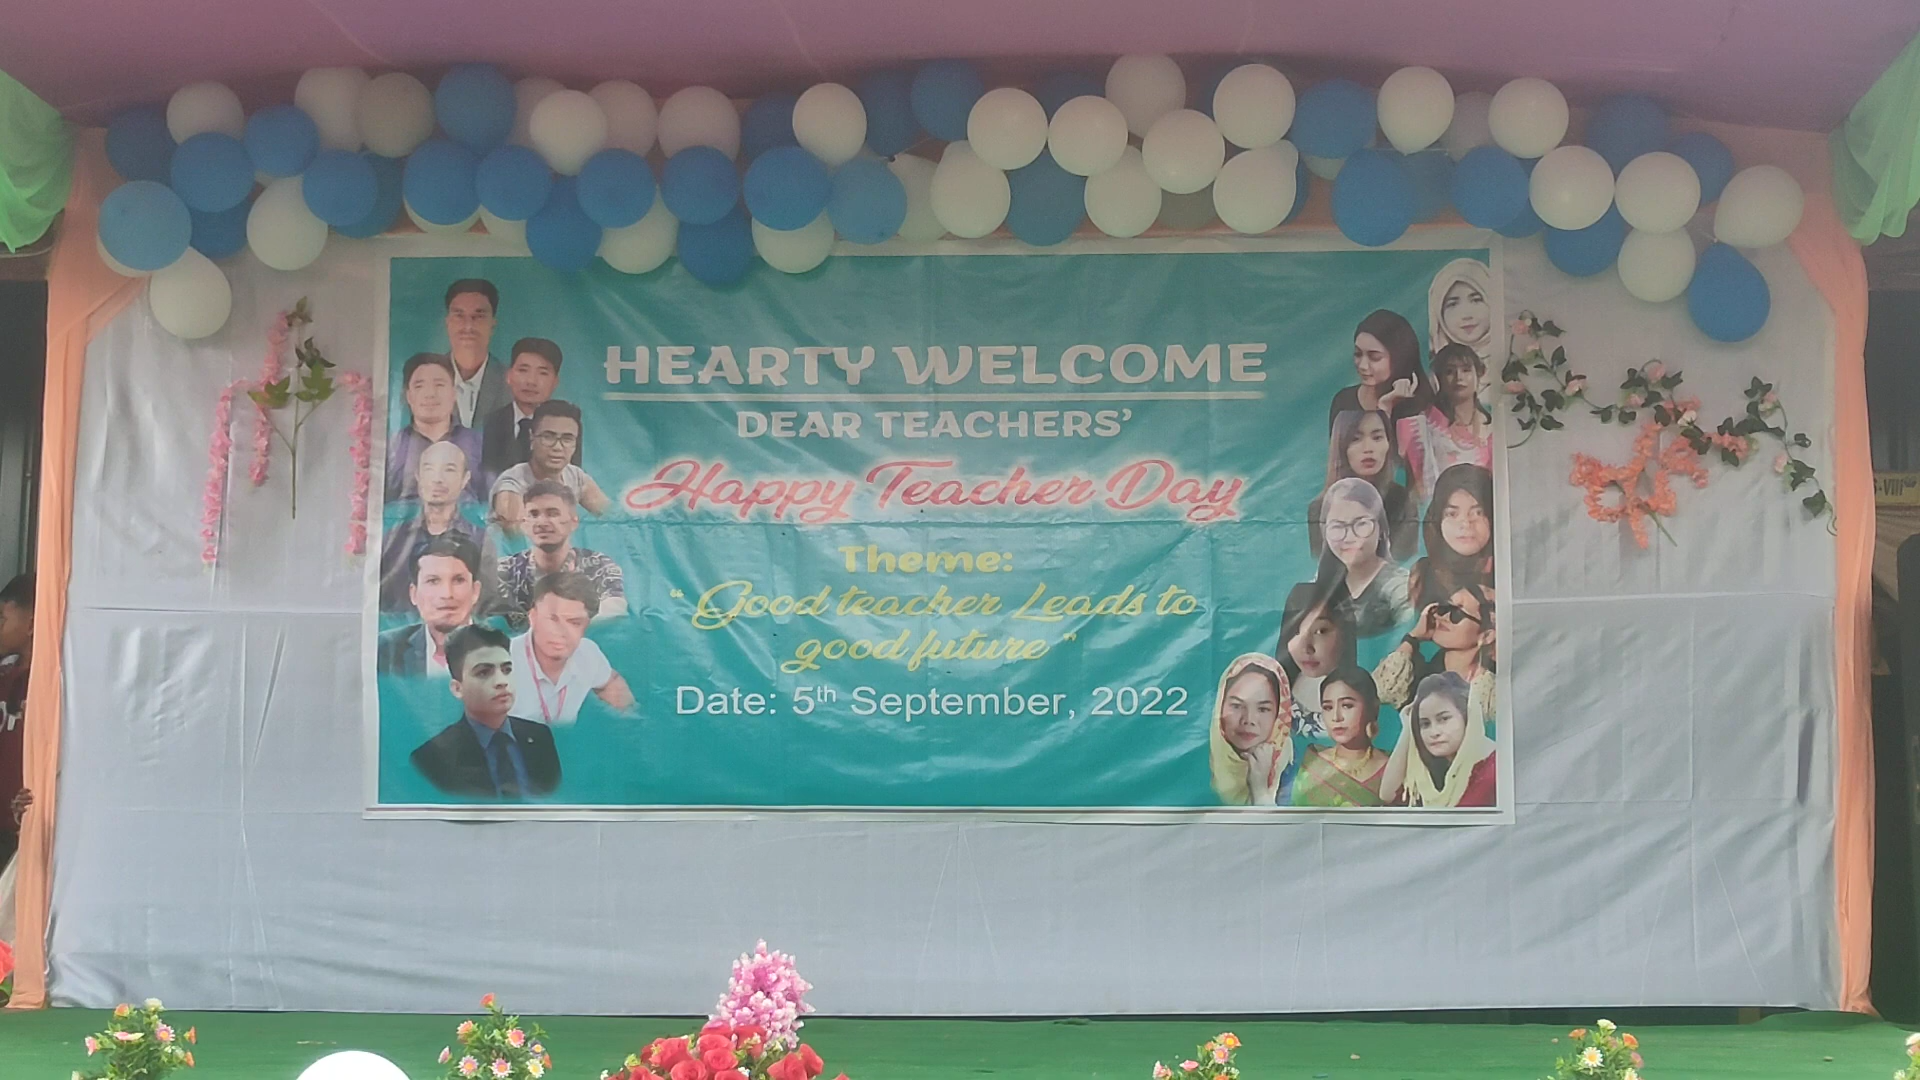 HEARTY WELCOME
DEAR TEACHERS’
Happy Teacher Day
Theme:
“ Good teacher Leads to
good future ”
Date: 5th September, 2022